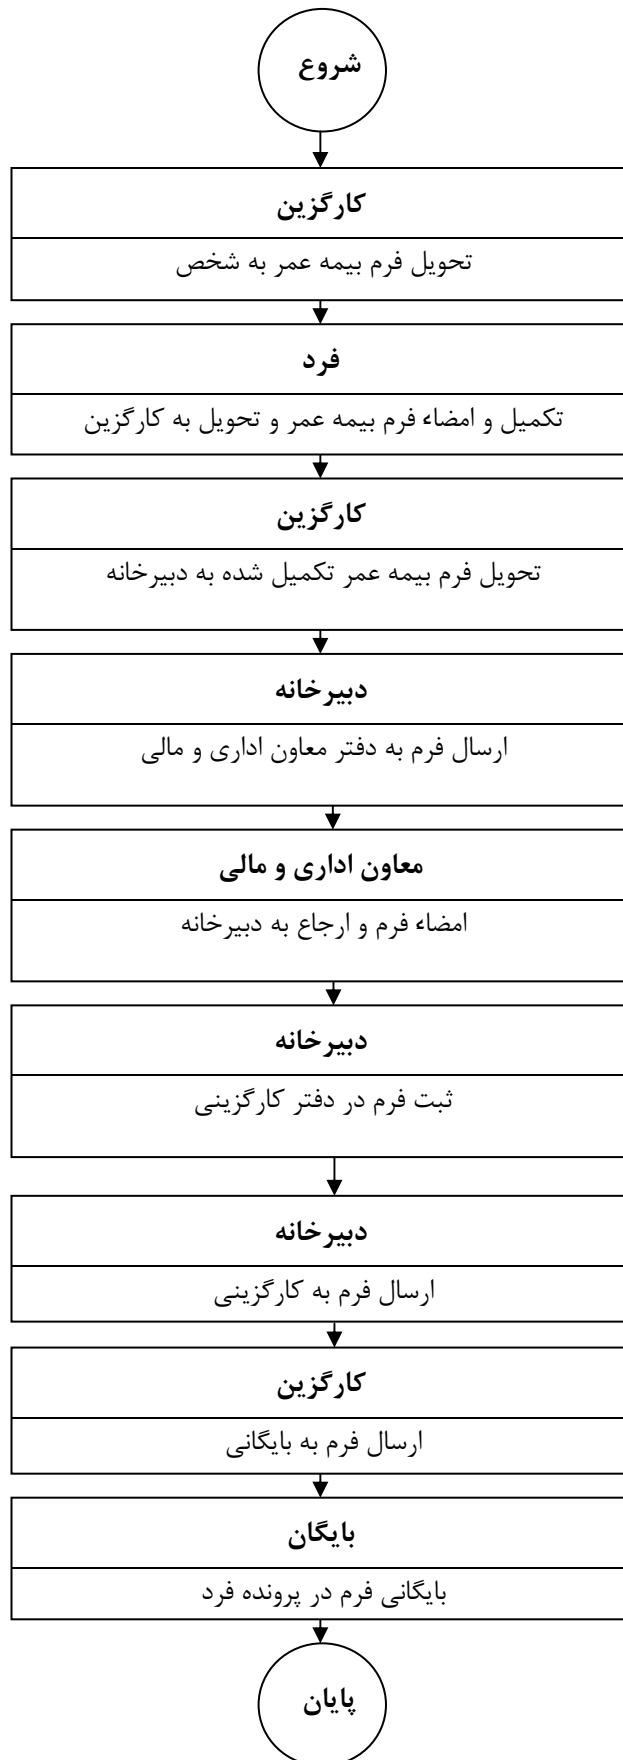 شروع
کارگزین
تحویل فرم بیمه عمر به شخص
فرد
تکمیل و امضاء فرم بیمه عمر و تحویل به کارگزین
کارگزین
تحویل فرم بیمه عمر تکمیل شده به دبیرخانه
دبیرخانه
ارسال فرم به دفتر معاون اداری و مالی
معاون اداری و مالی
امضاء فرم و ارجاع به دبیرخانه
دبیرخانه
ثبت فرم در دفتر کارگزینی
دبیرخانه
ارسال فرم به کارگزینی
کارگزین
ارسال فرم به بایگانی
بایگان
بایگانی فرم در پرونده فرد
پایان